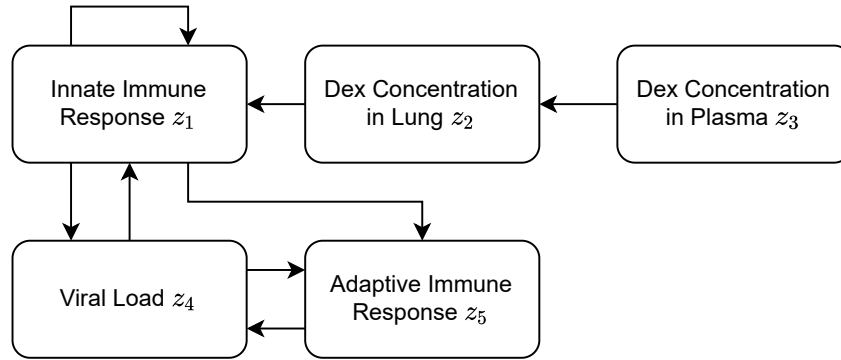 Innate Immune
Response z₁
Dex Concentration
in Lung z₂
Dex Concentration
in Plasma z₃
Viral Load z₄
Adaptive Immune
Response z₅